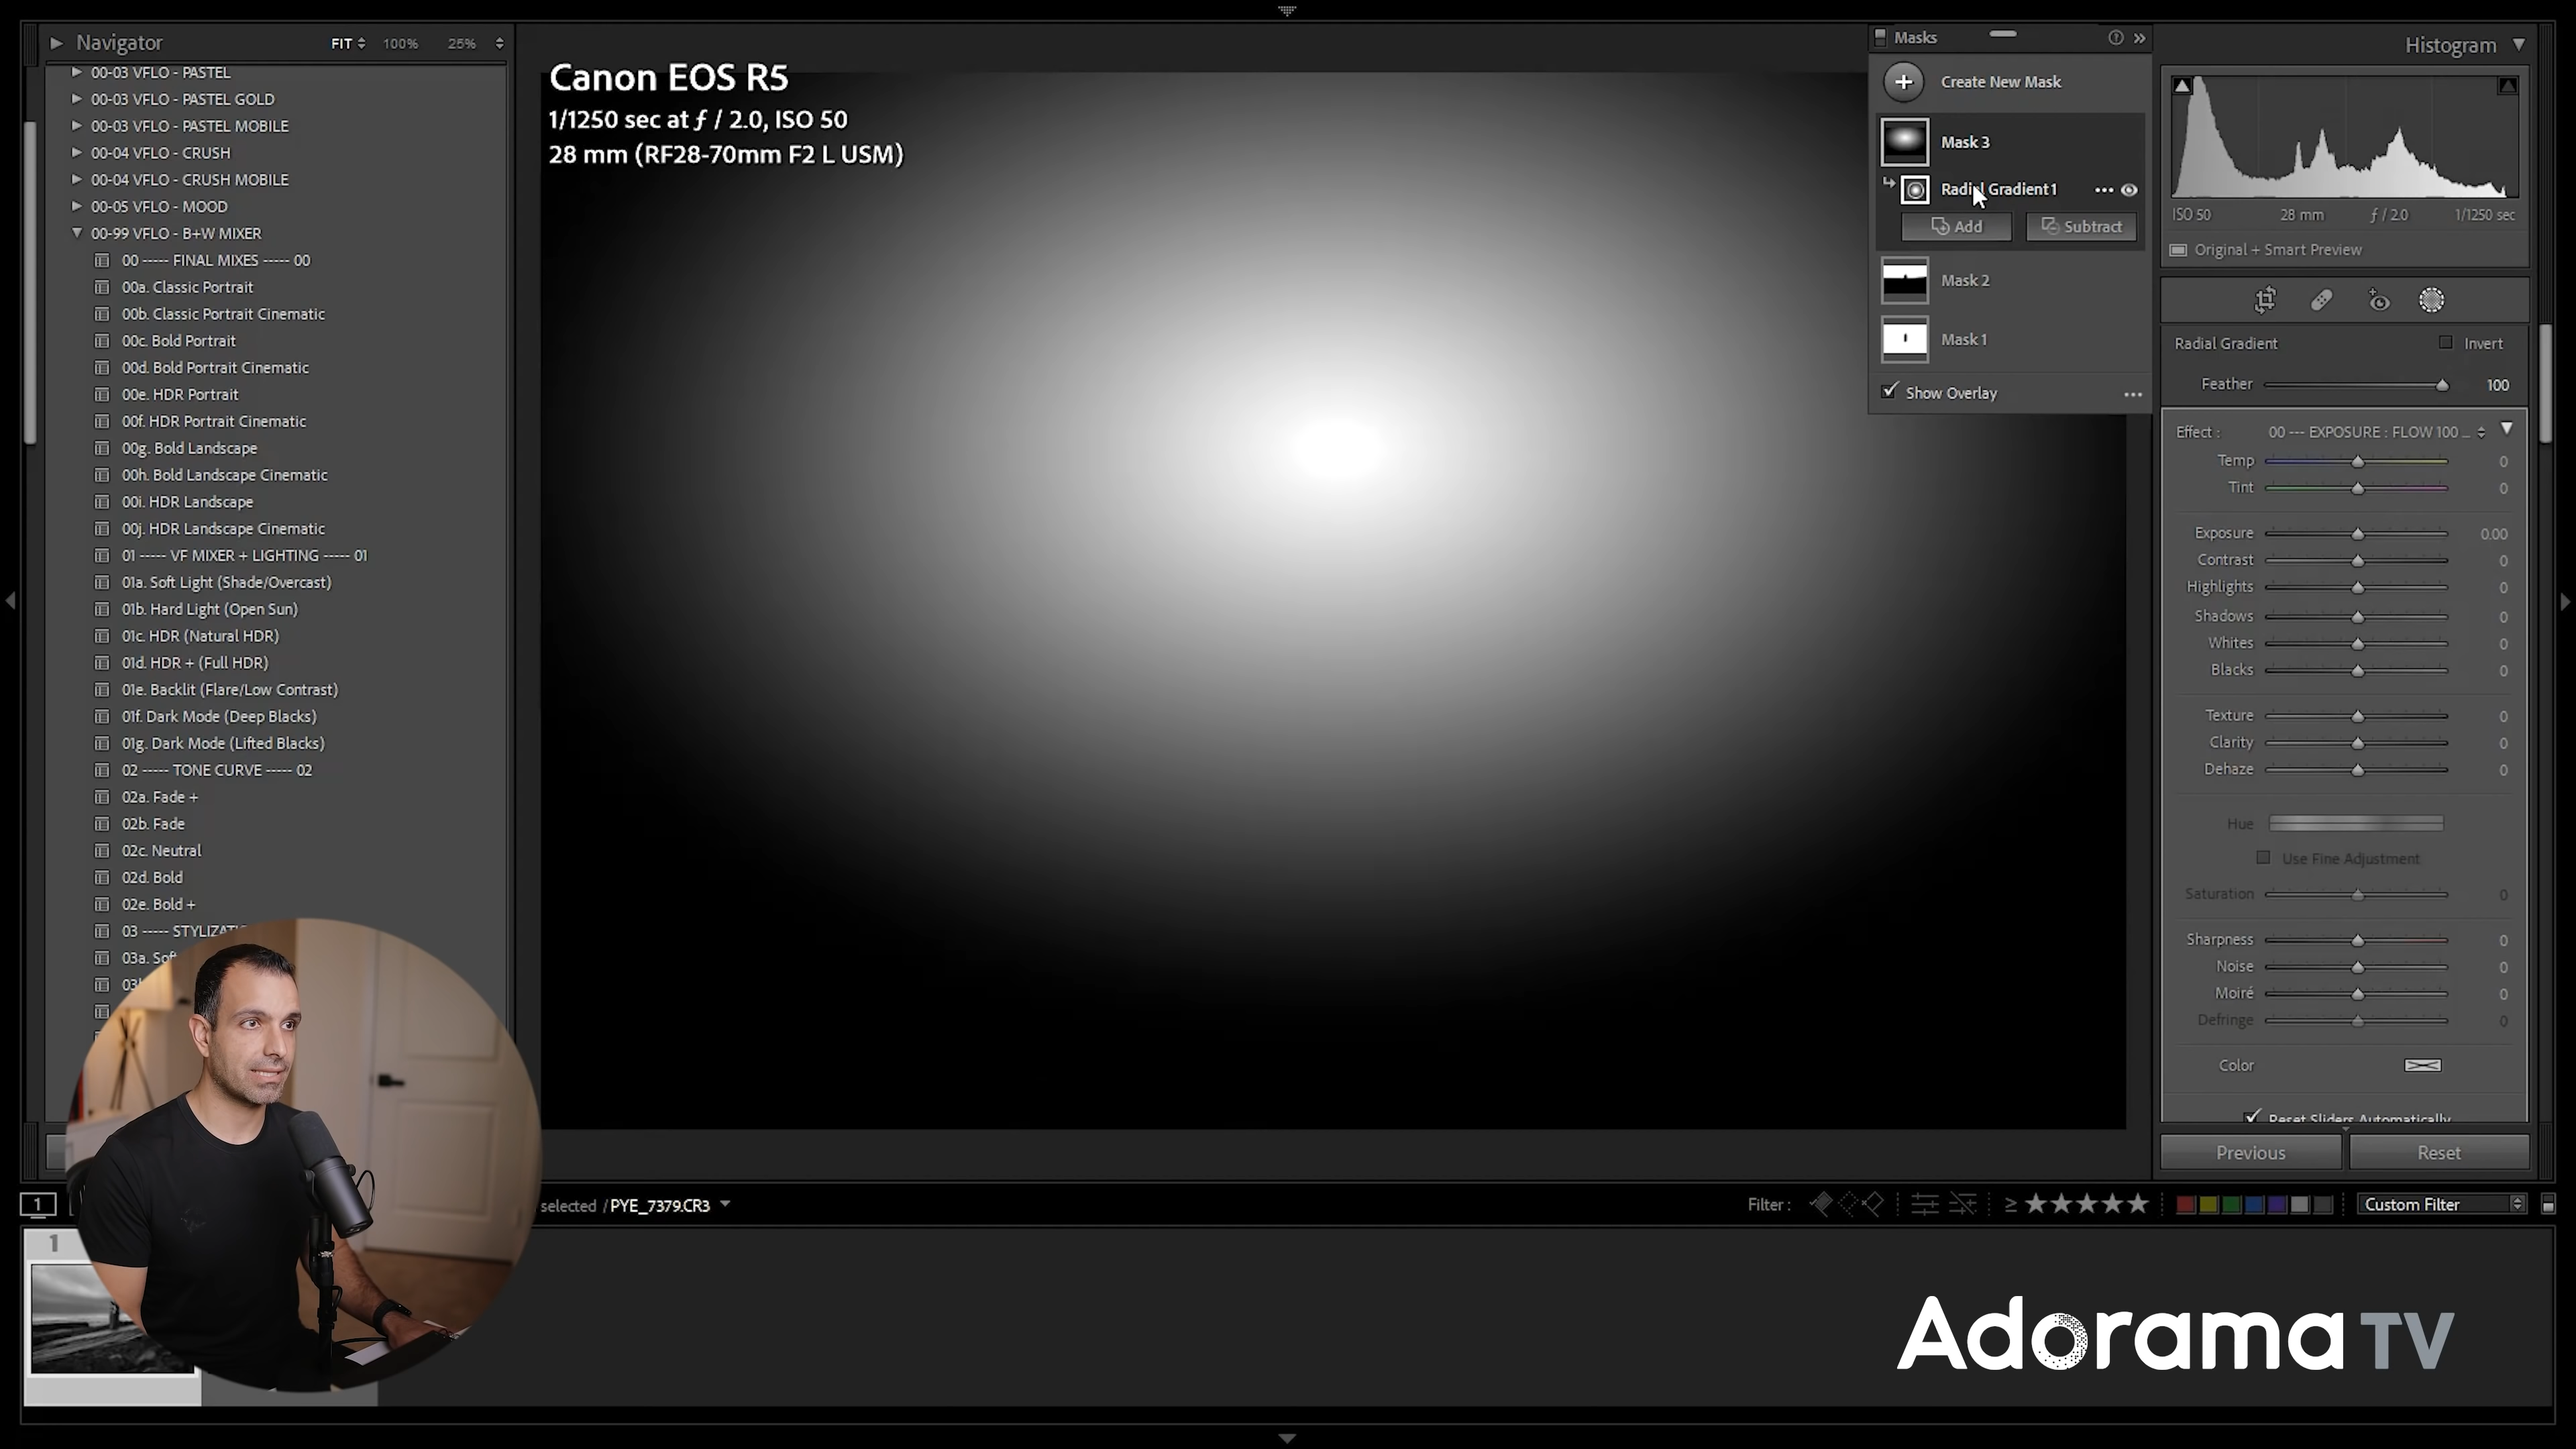 Navigator
FIT
100%
25%
00-03 VFLO - PASTEL
00-03 VFLO - PASTEL GOLD
00-03 VFLO - PASTEL MOBILE
00-04 VFLO - CRUSH
00-04 VFLO - CRUSH MOBILE
00-05 VFLO - MOOD
00-99 VFLO - B+W MIXER
00 ----- FINAL MIXES ----- 00
00a. Classic Portrait
00b. Classic Portrait Cinematic
00c. Bold Portrait
00d. Bold Portrait Cinematic
00e. HDR Portrait
00f. HDR Portrait Cinematic
00g. Bold Landscape
00h. Bold Landscape Cinematic
00i. HDR Landscape
00j. HDR Landscape Cinematic
01 ----- VF MIXER + LIGHTING ----- 01
01a. Soft Light (Shade/Overcast)
01b. Hard Light (Open Sun)
01c. HDR (Natural HDR)
01d. HDR + (Full HDR)
01e. Backlit (Flare/Low Contrast)
01f. Dark Mode (Deep Blacks)
01g. Dark Mode (Lifted Blacks)
02 ----- TONE CURVE ----- 02
02a. Fade +
02b. Fade
02c. Neutral
02d. Bold
02e. Bold +
03 -----
03a.
Canon EOS R5
1/1250 sec at ƒ / 2.0, ISO 50
28 mm (RF28-70mm F2 L USM)
Masks
Create New Mask
Mask 3
Radial Gradient 1
Add
Subtract
Mask 2
Mask 1
Show Overlay
Histogram
ISO 50
28 mm
ƒ / 2.0
1/1250 sec
Original + Smart Preview
Radial Gradient
Invert
Feather
100
Effect :
00 --- EXPOSURE : FLOW 100 ...
Temp
0
Tint
0
Exposure
0.00
Contrast
0
Highlights
0
Shadows
0
Whites
0
Blacks
0
Texture
0
Clarity
0
Dehaze
0
Hue
Use Fine Adjustment
Saturation
0
Sharpness
0
Noise
0
Moiré
0
Defringe
0
Color
Reset Sliders Automatically
Previous
Reset
1
selected / PYE_7379.CR3
Filter :
≥ ★★★★★
Custom Filter
1
Adorama TV